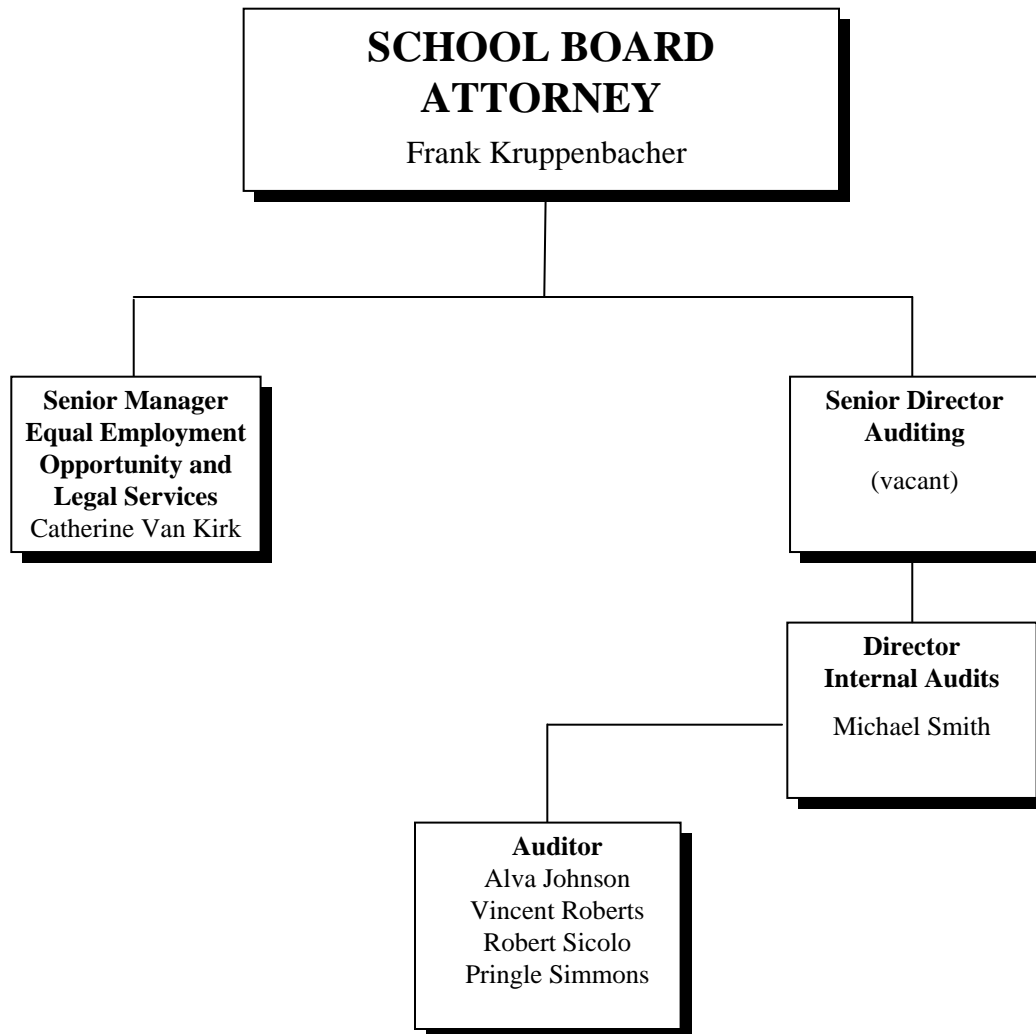 SCHOOL BOARD
ATTORNEY
Frank Kruppenbacher
Senior Manager
Equal Employment
Opportunity and
Legal Services
Catherine Van Kirk
Senior Director
Auditing
(vacant)
Director
Internal Audits
Michael Smith
Auditor
Alva Johnson
Vincent Roberts
Robert Sicolo
Pringle Simmons